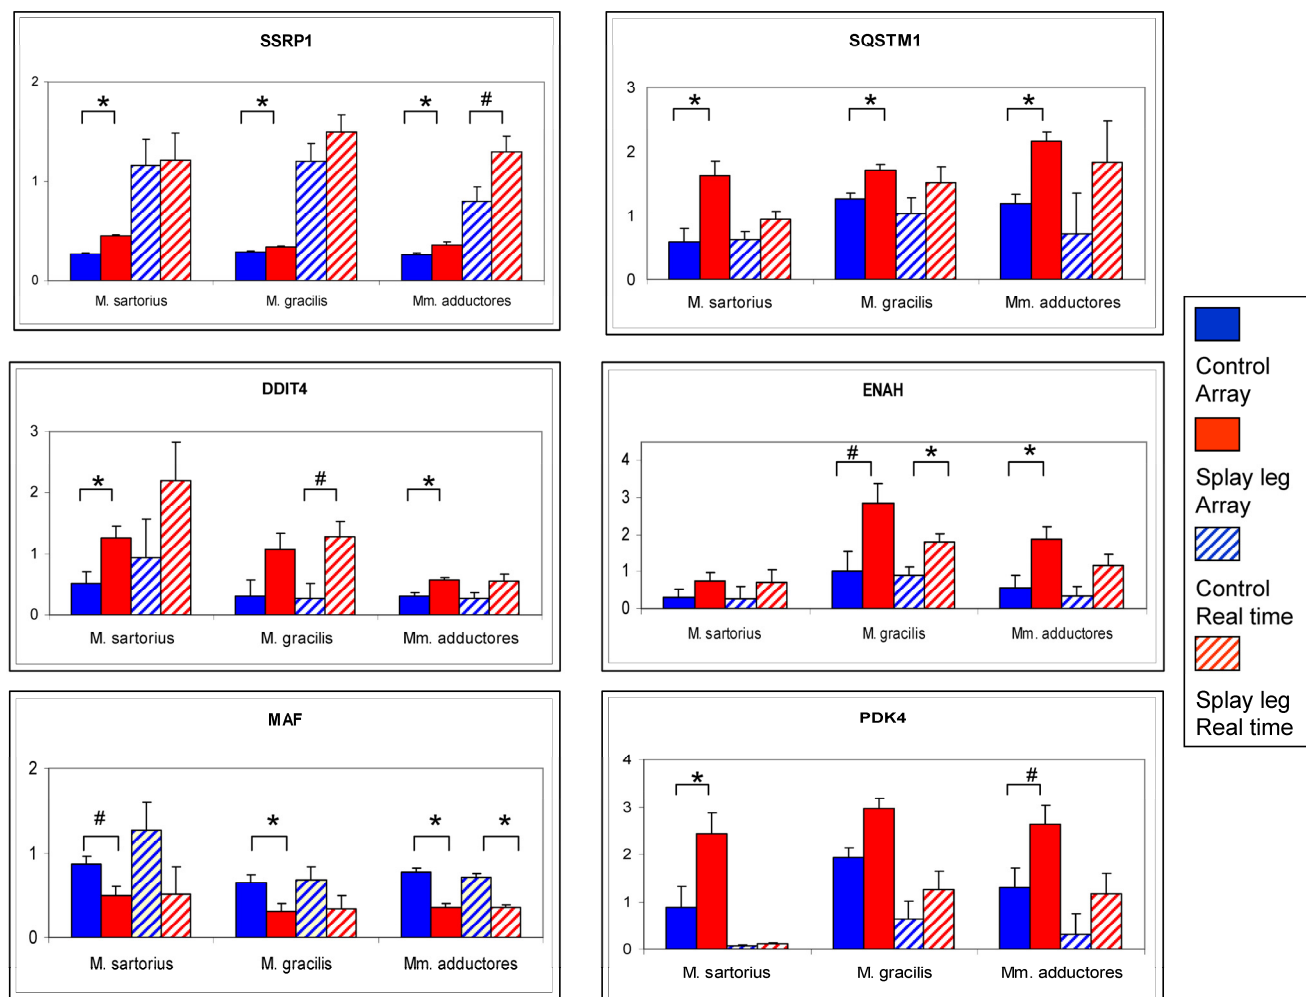 SSRP1
2
1
0
*
*
*
#
M. sartorius
M. gracilis
Mm. adductores
SQSTM1
3
2
1
0
*
*
*
M. sartorius
M. gracilis
Mm. adductores
DDIT4
3
2
1
0
*
#
*
M. sartorius
M. gracilis
Mm. adductores
ENAH
4
3
2
1
0
#
*
*
M. sartorius
M. gracilis
Mm. adductores
MAF
2
1
0
#
*
*
*
M. sartorius
M. gracilis
Mm. adductores
PDK4
4
3
2
1
0
*
#
M. sartorius
M. gracilis
Mm. adductores
Control
Array
Splay leg
Array
Control
Real time
Splay leg
Real time